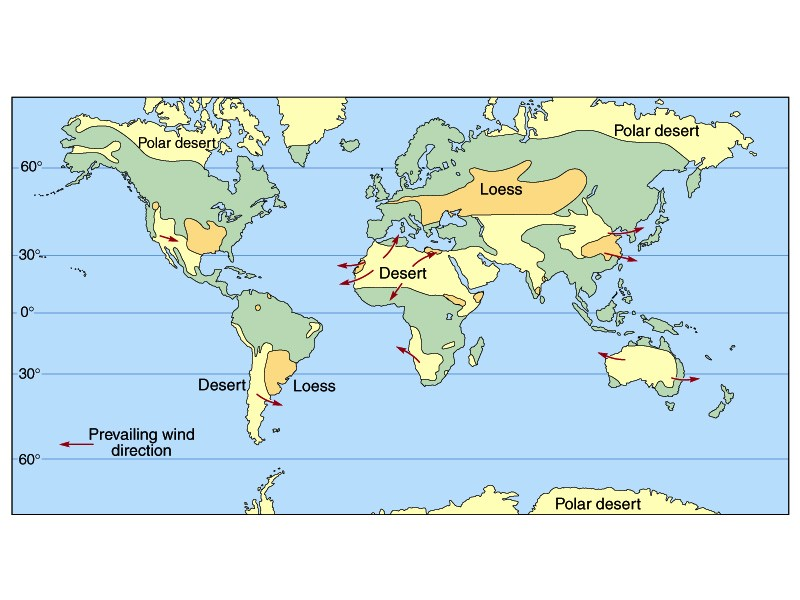 Polar desert
Polar desert
60°
Loess
30°
Desert
0°
30°
Desert
Loess
Prevailing wind
direction
60°
Polar desert